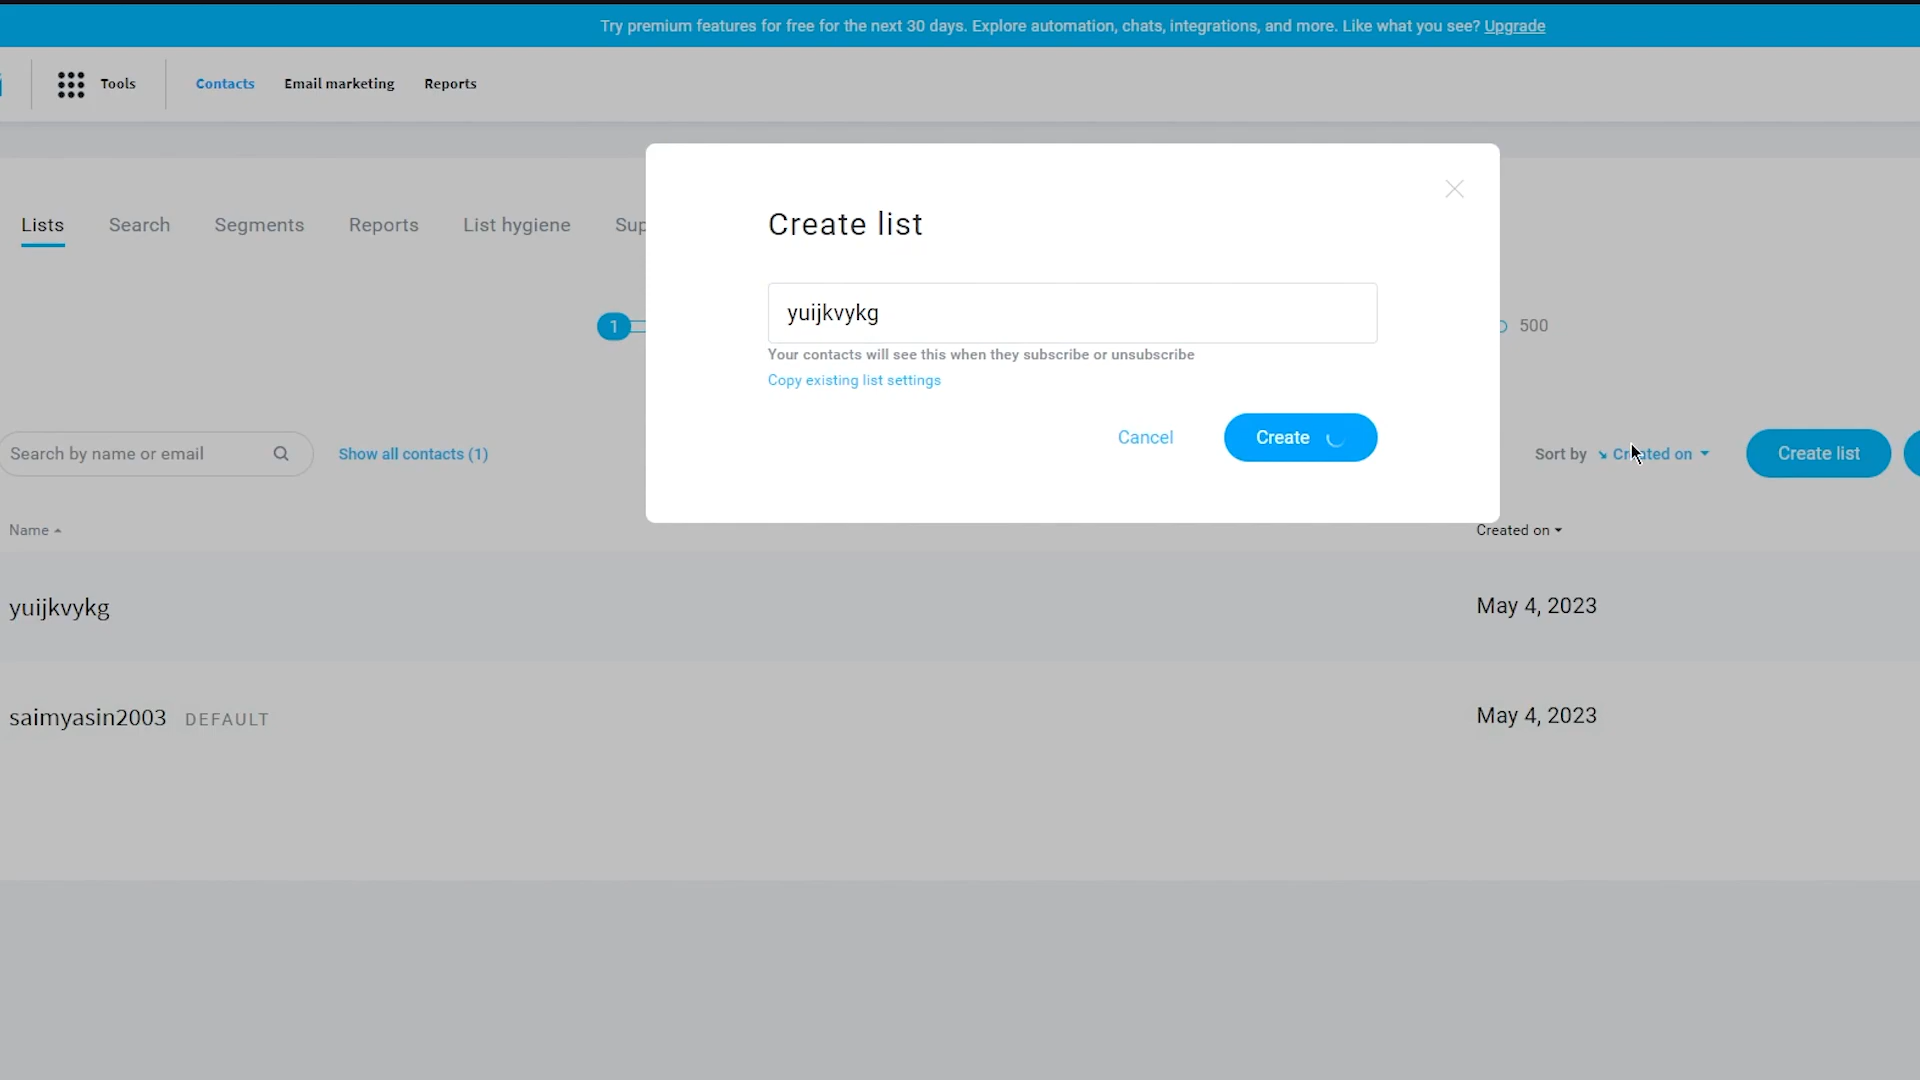 Try premium features for free for the next 30 days. Explore automation, chats, integrations, and more. Like what you see? Upgrade
Tools
Contacts
Email marketing
Reports
Lists
Search
Segments
Reports
List hygiene
Sup
Create list
yuijkvykg
Your contacts will see this when they subscribe or unsubscribe
Copy existing list settings
Cancel
Create
1
500
Search by name or email
Show all contacts (1)
Sort by
Created on
Create list
Name
Created on
yuijkvykg
May 4, 2023
saimyasin2003 DEFAULT
May 4, 2023